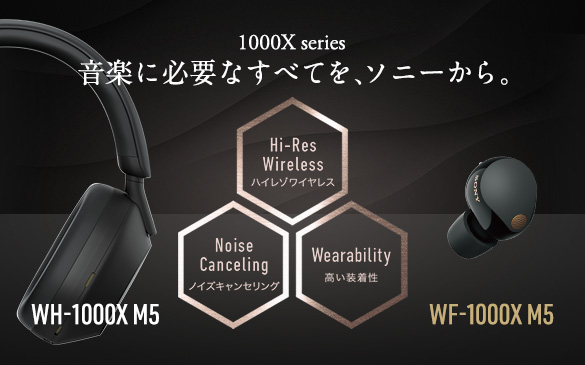 1000X series
音楽に必要なすべてを、ソニーから。
Hi-Res
Wireless
ハイレゾワイヤレス
Noise
Canceling
ノイズキャンセリング
Wearability
高い装着性
SONY
WH-1000X M5
WF-1000X M5